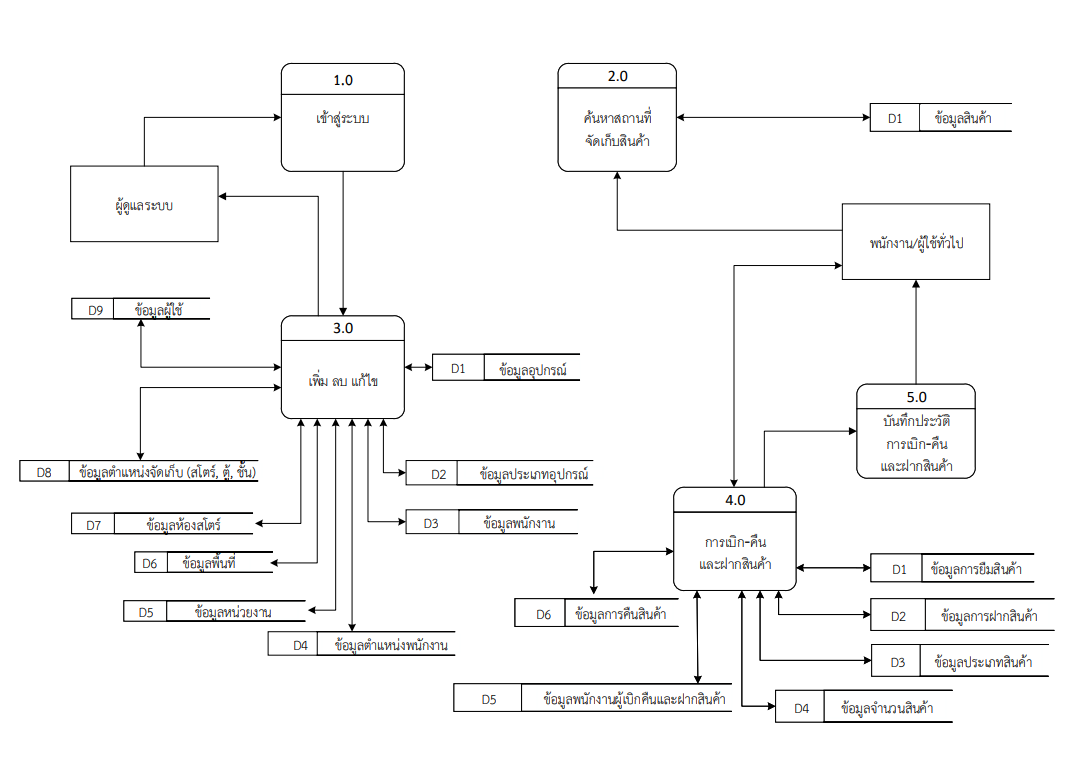 1.0
เข้าสู่ระบบ
2.0
ค้นหาสถานที่
จัดเก็บสินค้า
D1 ข้อมูลสินค้า
ผู้ดูแลระบบ
พนักงาน/ผู้ใช้ทั่วไป
D9 ข้อมูลผู้ใช้
3.0
เพิ่ม ลบ แก้ไข
D1 ข้อมูลอุปกรณ์
5.0
บันทึกประวัติ
การเบิก-คืน
และฝากสินค้า
D8 ข้อมูลตำแหน่งจัดเก็บ (สโตร์, ตู้, ชั้น)
D2 ข้อมูลประเภทอุปกรณ์
D7 ข้อมูลห้องสโตร์
D3 ข้อมูลพนักงาน
4.0
การเบิก-คืน
และฝากสินค้า
D6 ข้อมูลพื้นที่
D1 ข้อมูลการยืมสินค้า
D5 ข้อมูลหน่วยงาน
D6 ข้อมูลการคืนสินค้า
D2 ข้อมูลการฝากสินค้า
D4 ข้อมูลตำแหน่งพนักงาน
D3 ข้อมูลประเภทสินค้า
D5 ข้อมูลพนักงานผู้เบิกคืนและฝากสินค้า
D4 ข้อมูลจำนวนสินค้า